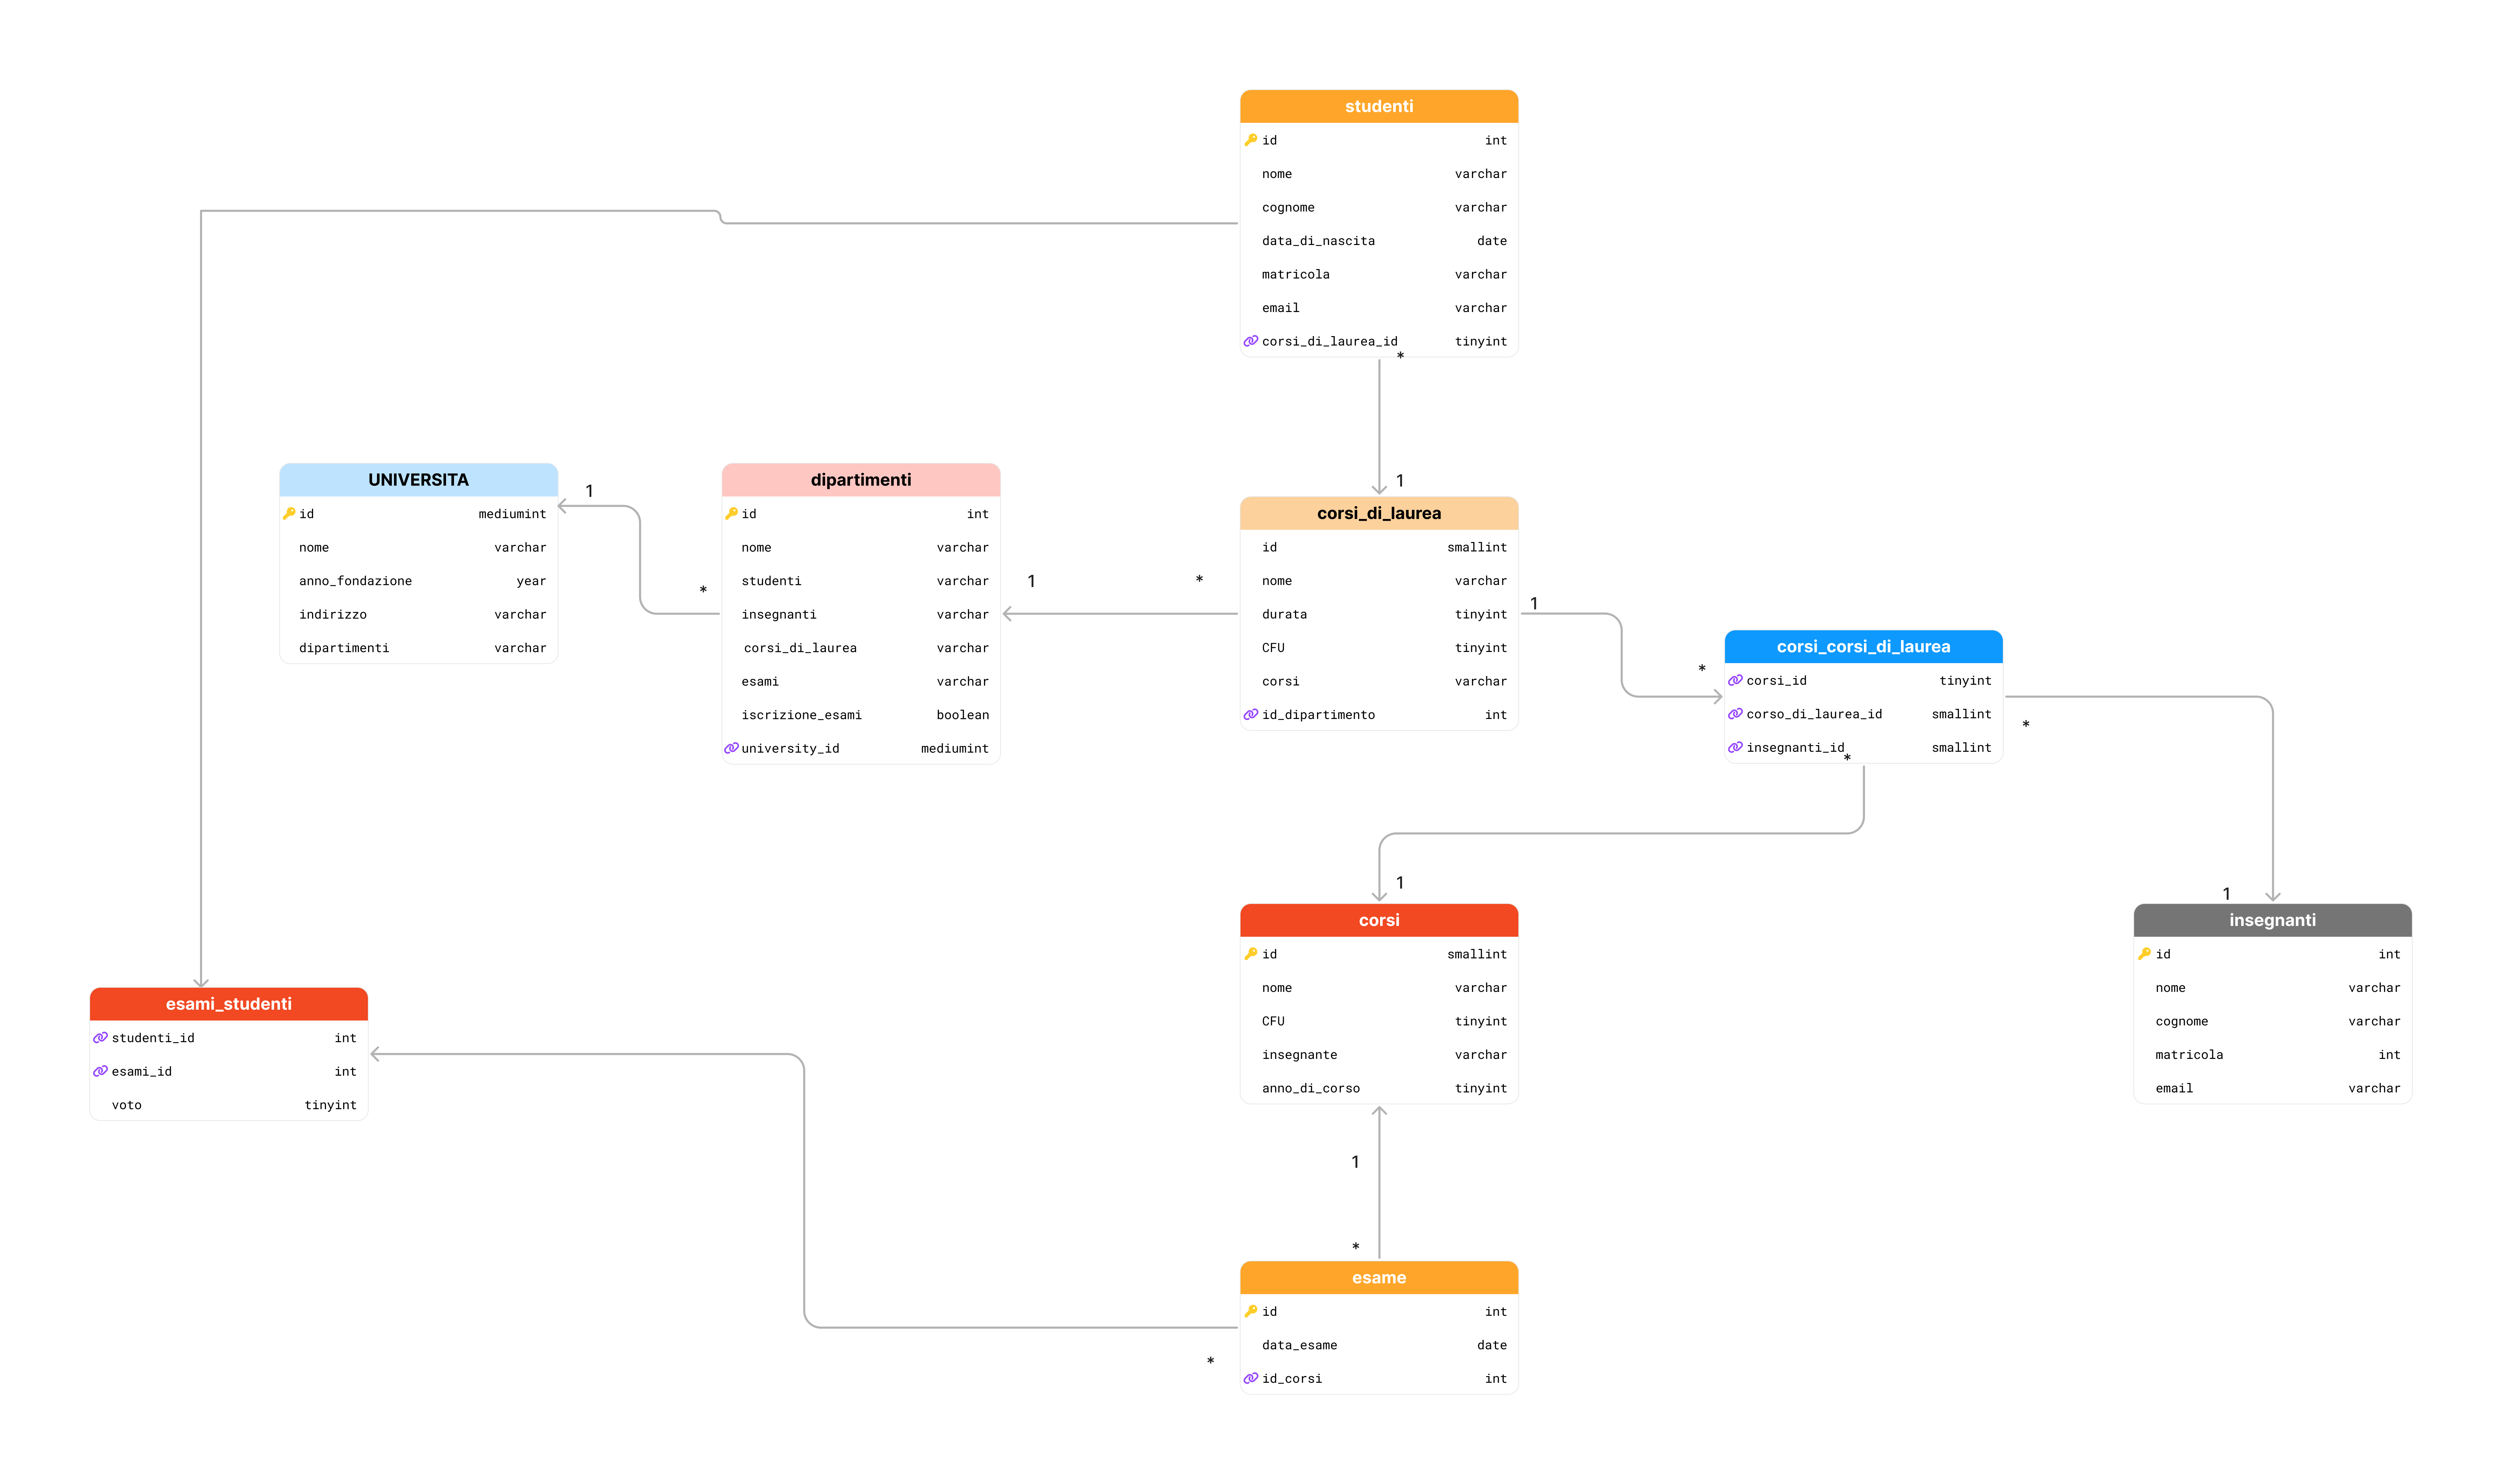 studenti
id int
nome varchar
cognome varchar
data_di_nascita date
matricola varchar
email varchar
corsi_di_laurea_id tinyint
*
1
UNIVERSITA
id mediumint
nome varchar
anno_fondazione year
indirizzo varchar
dipartimenti varchar
1
*
dipartimenti
id int
nome varchar
studenti varchar
insegnanti varchar
corsi_di_laurea varchar
esami varchar
iscrizione_esami boolean
university_id mediumint
1
*
corsi_di_laurea
id smallint
nome varchar
durata tinyint
CFU tinyint
corsi varchar
id_dipartimento int
1
*
corsi_corsi_di_laurea
corsi_id tinyint
corso_di_laurea_id smallint
insegnanti_id smallint
*
*
1
1
corsi
id smallint
nome varchar
CFU tinyint
insegnante varchar
anno_di_corso tinyint
insegnanti
id int
nome varchar
cognome varchar
matricola int
email varchar
esami_studenti
studenti_id int
esami_id int
voto tinyint
1
*
esame
id int
data_esame date
id_corsi int
*